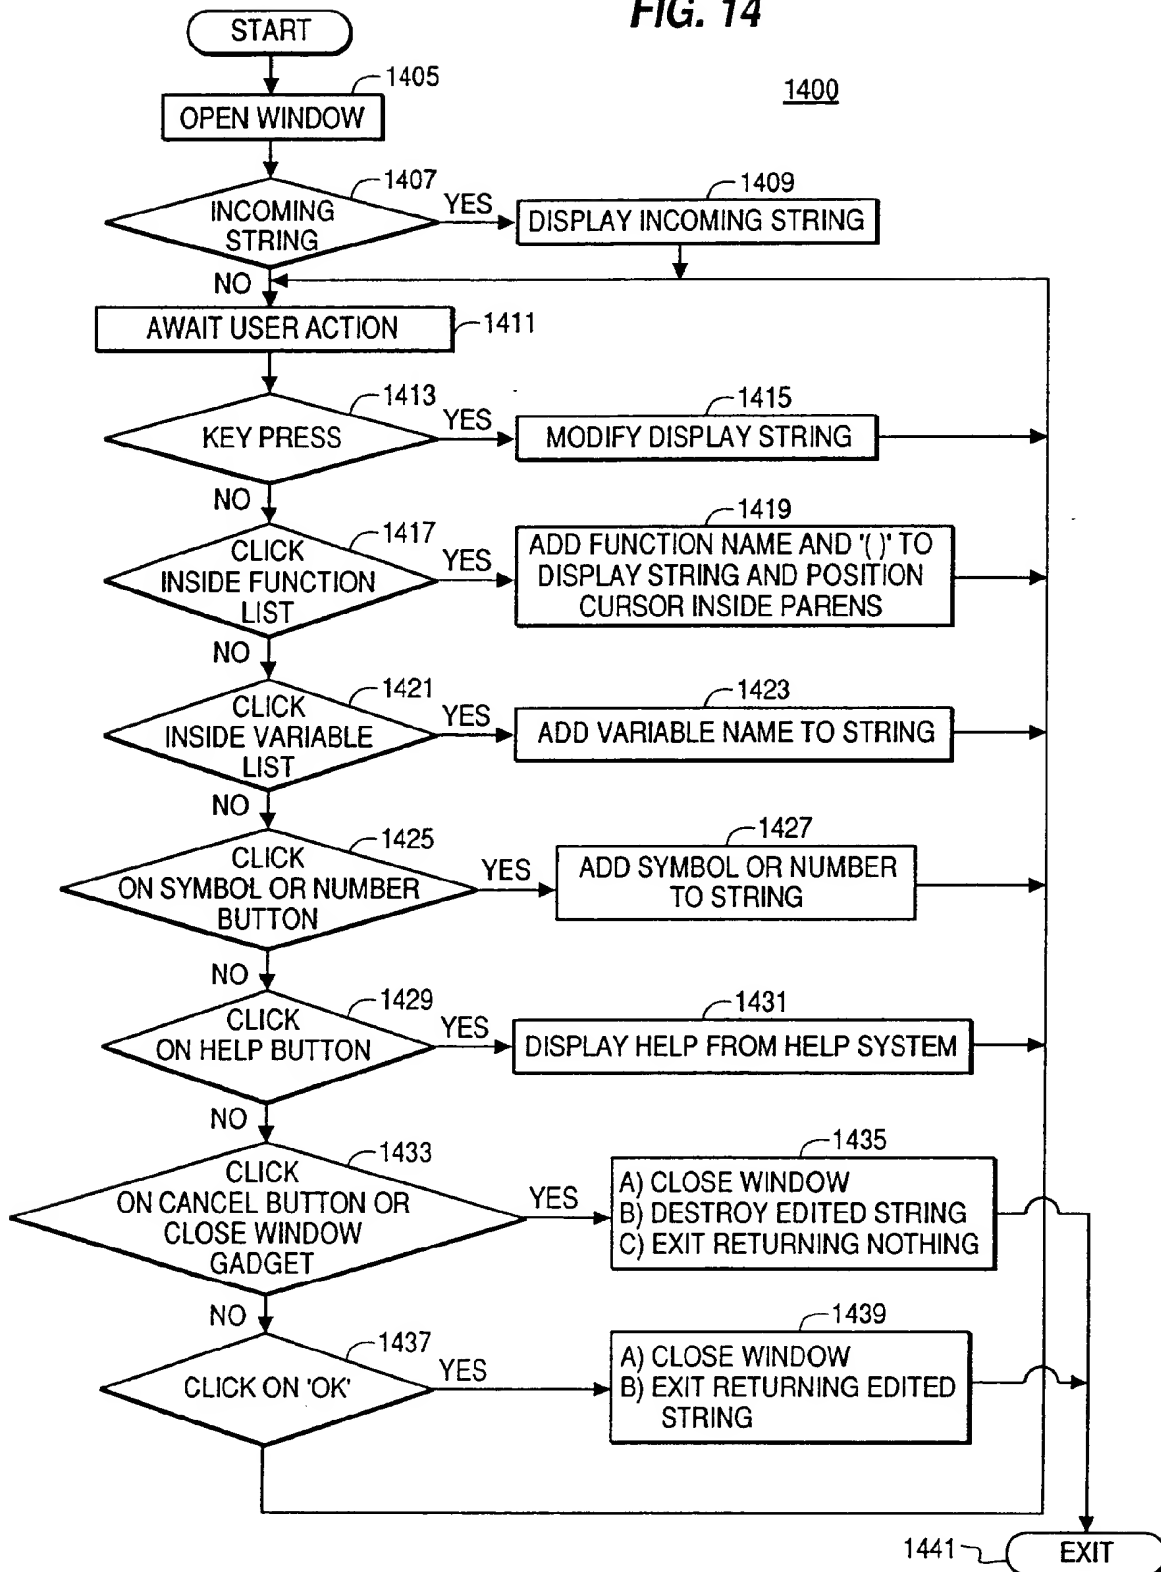 FIG. 14
START
1405
1400
OPEN WINDOW
1407
INCOMING
STRING
YES
1409
DISPLAY INCOMING STRING
NO
AWAIT USER ACTION
1411
1413
KEY PRESS
YES
1415
MODIFY DISPLAY STRING
NO
1417
CLICK
INSIDE FUNCTION
LIST
YES
1419
ADD FUNCTION NAME AND '( )' TO
DISPLAY STRING AND POSITION
CURSOR INSIDE PARENS
NO
1421
CLICK
INSIDE VARIABLE
LIST
YES
1423
ADD VARIABLE NAME TO STRING
NO
1425
CLICK
ON SYMBOL OR NUMBER
BUTTON
YES
1427
ADD SYMBOL OR NUMBER
TO STRING
NO
1429
CLICK
ON HELP BUTTON
YES
1431
DISPLAY HELP FROM HELP SYSTEM
NO
1433
CLICK
ON CANCEL BUTTON OR
CLOSE WINDOW
GADGET
YES
1435
A) CLOSE WINDOW
B) DESTROY EDITED STRING
C) EXIT RETURNING NOTHING
NO
1437
CLICK ON 'OK'
YES
1439
A) CLOSE WINDOW
B) EXIT RETURNING EDITED
STRING
1441
EXIT